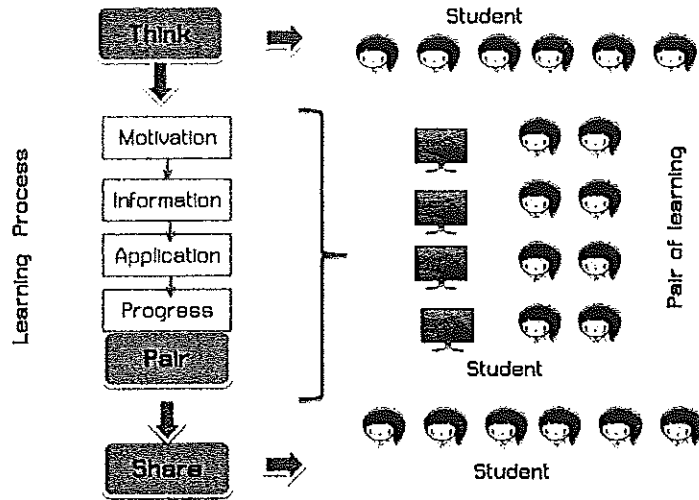 Think
Student
Motivation
Information
Application
Progress
Pair
Share
Learning Process
Pair of learning
Student
Student